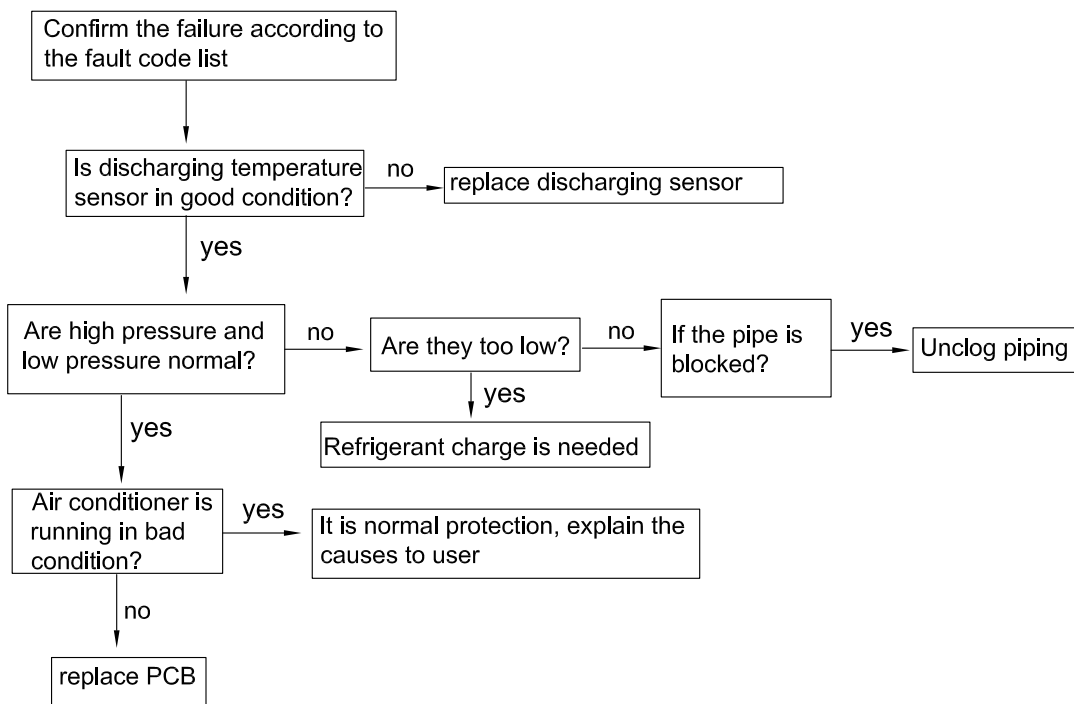 Confirm the failure according to
the fault code list
Is discharging temperature
sensor in good condition?
no
replace discharging sensor
yes
Are high pressure and
low pressure normal?
no
Are they too low?
no
If the pipe is
blocked?
yes
Unclog piping
yes
Refrigerant charge is needed
yes
Air conditioner is
running in bad
condition?
yes
It is normal protection, explain the
causes to user
no
replace PCB